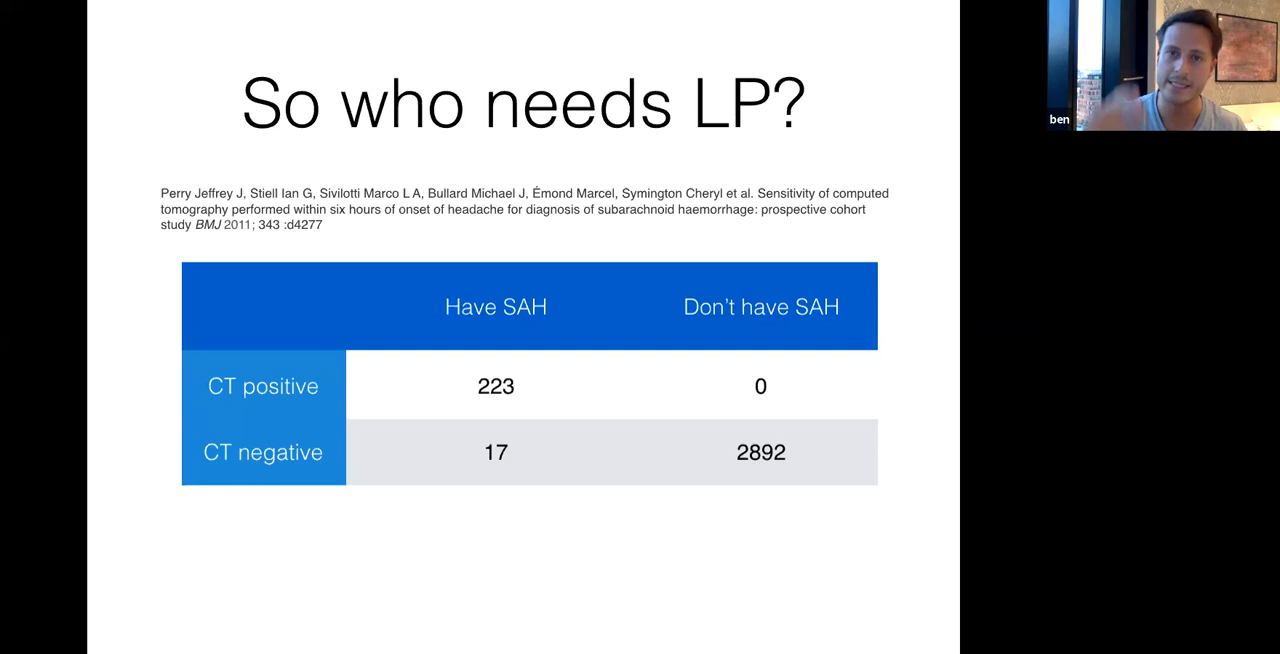 So who needs LP?
Perry Jeffrey J, Stiell Ian G, Sivilotti Marco L A, Bullard Michael J, Émond Marcel, Symington Cheryl et al. Sensitivity of computed
tomography performed within six hours of onset of headache for diagnosis of subarachnoid haemorrhage: prospective cohort
study BMJ 2011; 343 :d4277
Have SAH Don't have SAH
CT positive 223 0
CT negative 17 2892
ben